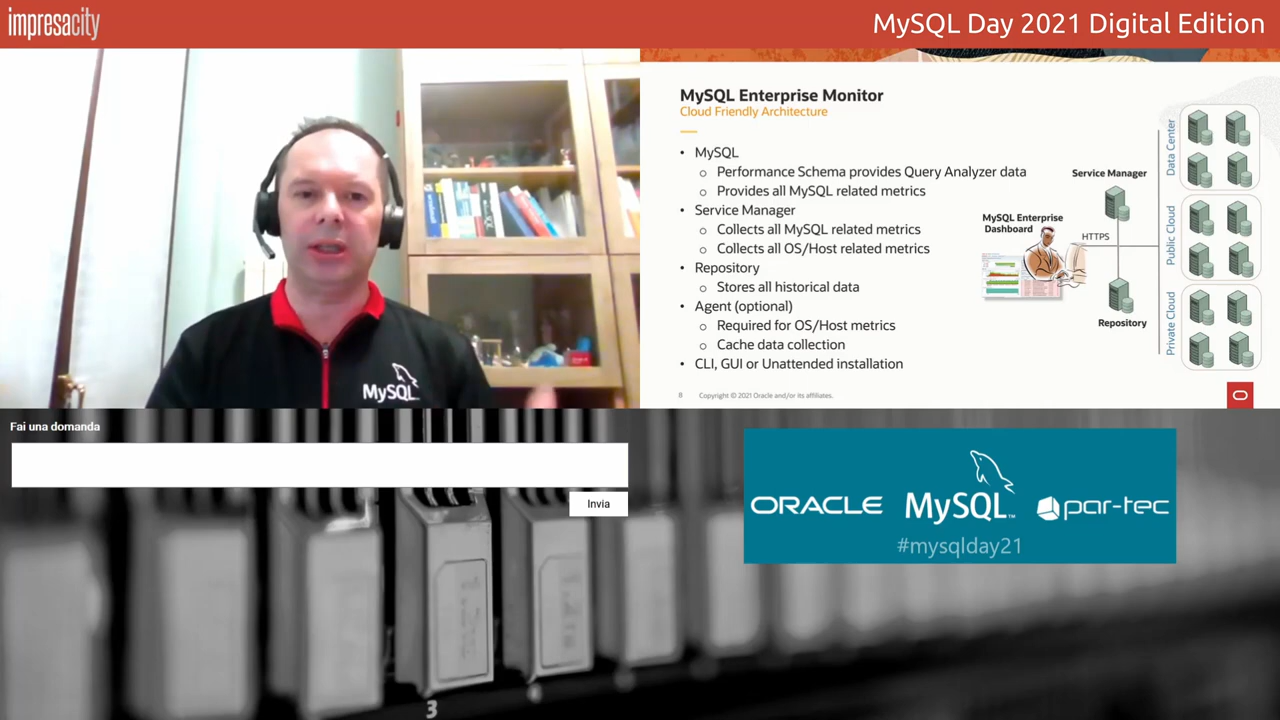 impresacity
MySQL Day 2021 Digital Edition
MySQL
MySQL Enterprise Monitor
Cloud Friendly Architecture
• MySQL
o Performance Schema provides Query Analyzer data
o Provides all MySQL related metrics
• Service Manager
o Collects all MySQL related metrics
o Collects all OS/Host related metrics
• Repository
o Stores all historical data
• Agent (optional)
o Required for OS/Host metrics
o Cache data collection
• CLI, GUI or Unattended installation
Service Manager
MySQL Enterprise
Dashboard
HTTPS
Repository
Data Center
Public Cloud
Private Cloud
8 Copyright © 2021 Oracle and/or its affiliates.
Fai una domanda
Invia
ORACLE MySQL™ par-tec
#mysqlday21
3
4